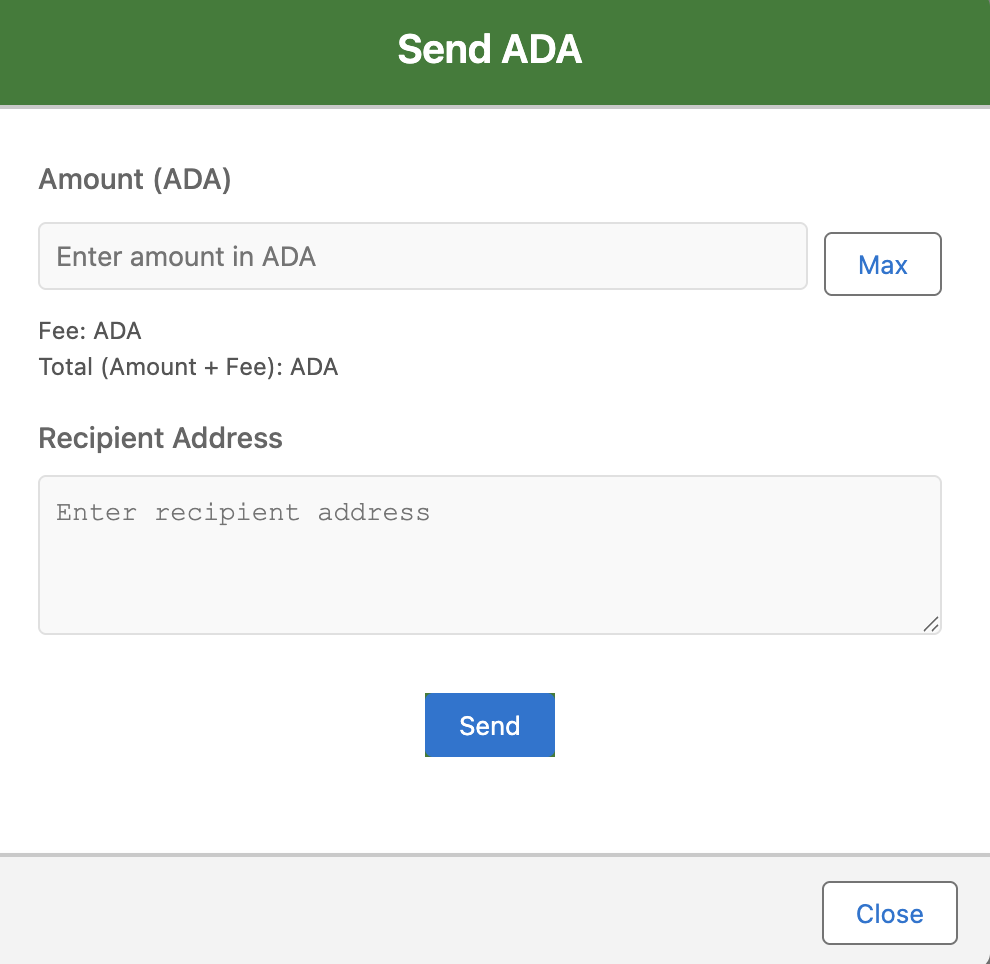 Send ADA
Amount (ADA)
Enter amount in ADA
Max
Fee: ADA
Total (Amount + Fee): ADA
Recipient Address
Enter recipient address
Send
Close